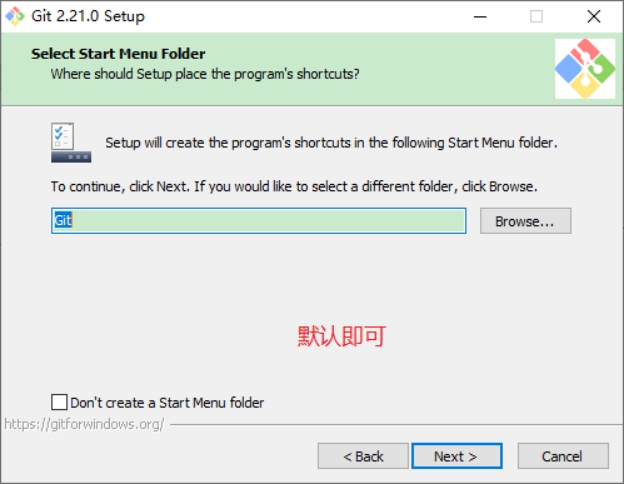 Git 2.21.0 Setup
Select Start Menu Folder
Where should Setup place the program's shortcuts?
Setup will create the program's shortcuts in the following Start Menu folder.
To continue, click Next. If you would like to select a different folder, click Browse.
Git
Browse...
默认即可
Don't create a Start Menu folder
https://gitforwindows.org/
< Back
Next >
Cancel